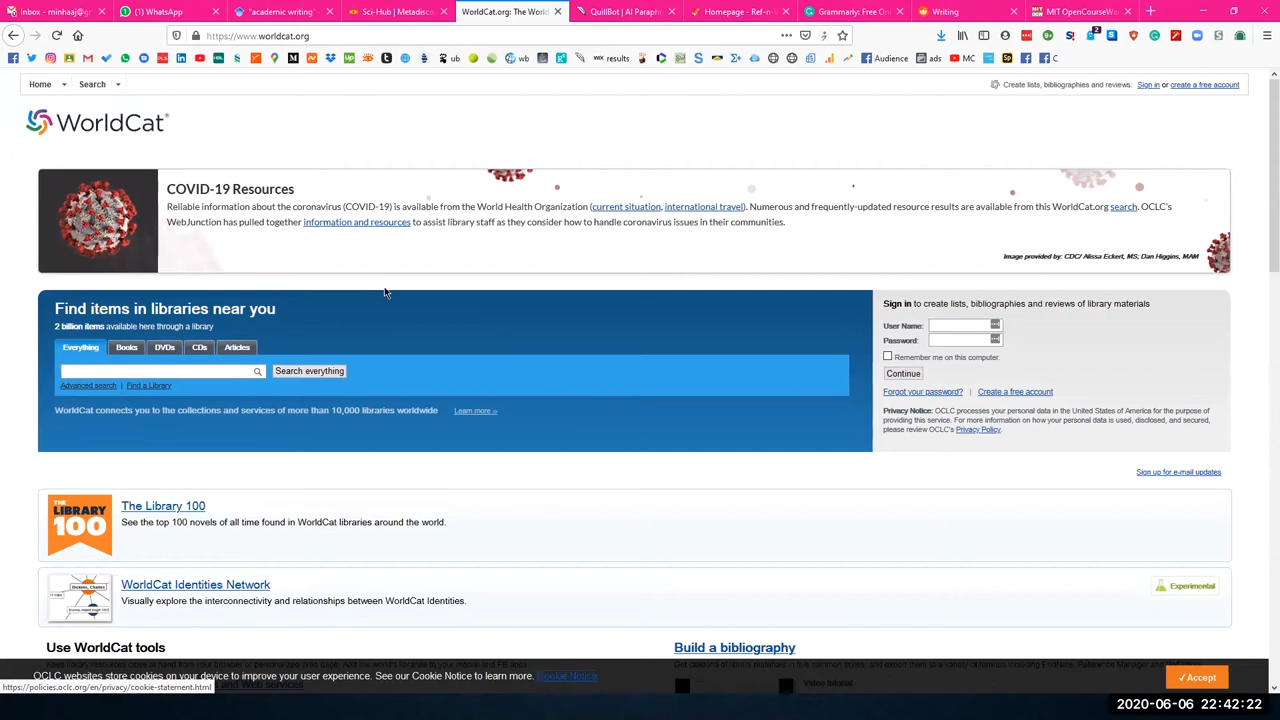 Inbox - minhaaj@gr
(1) WhatsApp
"academic writing"
Sci-Hub | Metadisco
WorldCat.org: The World
QuillBot | AI Paraph
Homepage - Ref-n-V
Grammarly: Free Onl
Writing
MIT OpenCourseW
https://www.worldcat.org
ub
wb
WIX results
Audience
ads
MC
C
Home
Search
Create lists, bibliographies and reviews: Sign in or create a free account
WorldCat
COVID-19 Resources
Reliable information about the coronavirus (COVID-19) is available from the World Health Organization (current situation, international travel). Numerous and frequently-updated resource results are available from this WorldCat.org search. OCLC's
WebJunction has pulled together information and resources to assist library staff as they consider how to handle coronavirus issues in their communities.
Image provided by: CDC/ Alissa Eckert, MS; Dan Higgins, MAM
Find items in libraries near you
2 billion items available here through a library
Everything
Books
DVDs
CDs
Articles
Search everything
Advanced search | Find a Library
WorldCat connects you to the collections and services of more than 10,000 libraries worldwide Learn more »
Sign in to create lists, bibliographies and reviews of library materials
User Name:
Password:
Remember me on this computer.
Continue
Forgot your password? | Create a free account
Privacy Notice: OCLC processes your personal data in the United States of America for the purpose of
providing this service. For more information on how your personal data is used, disclosed, and secured,
please review OCLC's Privacy Policy.
Sign up for e-mail updates
THE LIBRARY 100
The Library 100
See the top 100 novels of all time found in WorldCat libraries around the world.
WorldCat Identities Network
Visually explore the interconnectivity and relationships between WorldCat Identities.
Experimental
Use WorldCat tools
Build a bibliography
OCLC websites store cookies on your device to improve your user experience. See our Cookie Notice to learn more. Cookie Notice
✓ Accept
Video tutorial
https://policies.oclc.org/en/privacy/cookie-statement.html
2020-06-06 22:42:22